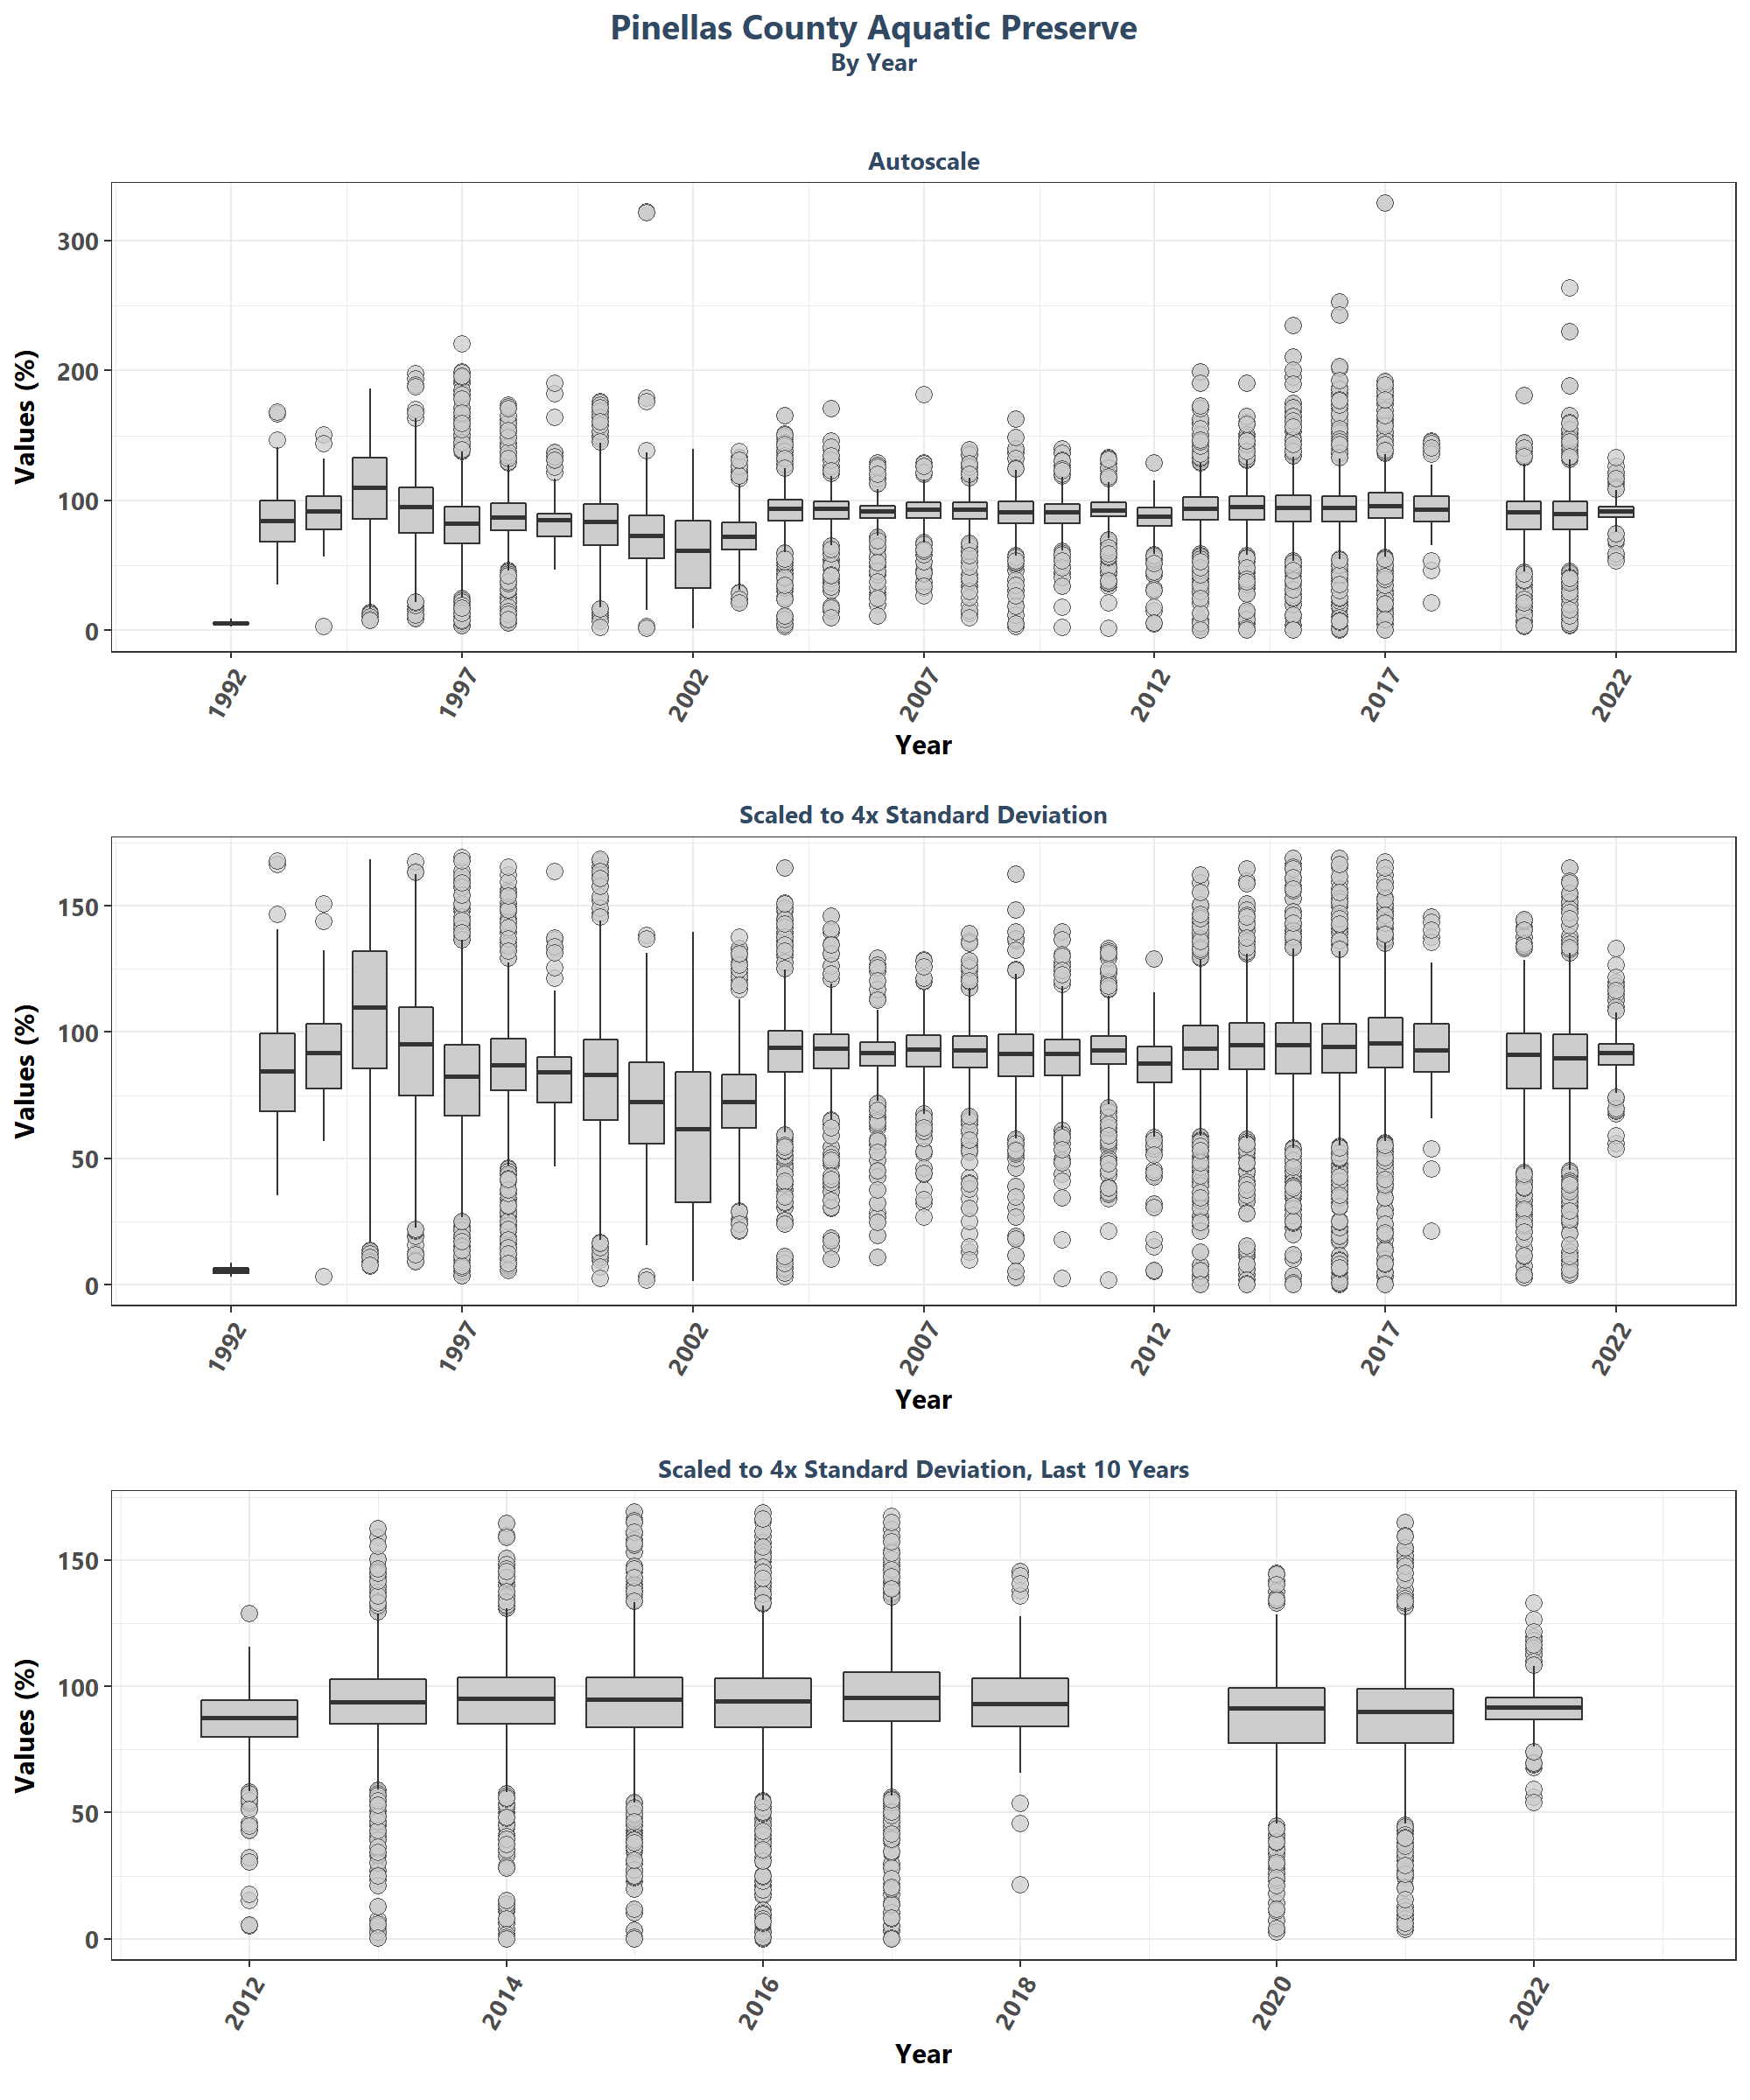 Pinellas County Aquatic Preserve
By Year
Autoscale
Values (%)
300
200
100
0
1992 1997 2002 2007 2012 2017 2022
Year
Scaled to 4x Standard Deviation
Values (%)
150
100
50
0
1992 1997 2002 2007 2012 2017 2022
Year
Scaled to 4x Standard Deviation, Last 10 Years
Values (%)
150
100
50
0
2012 2014 2016 2018 2020 2022
Year